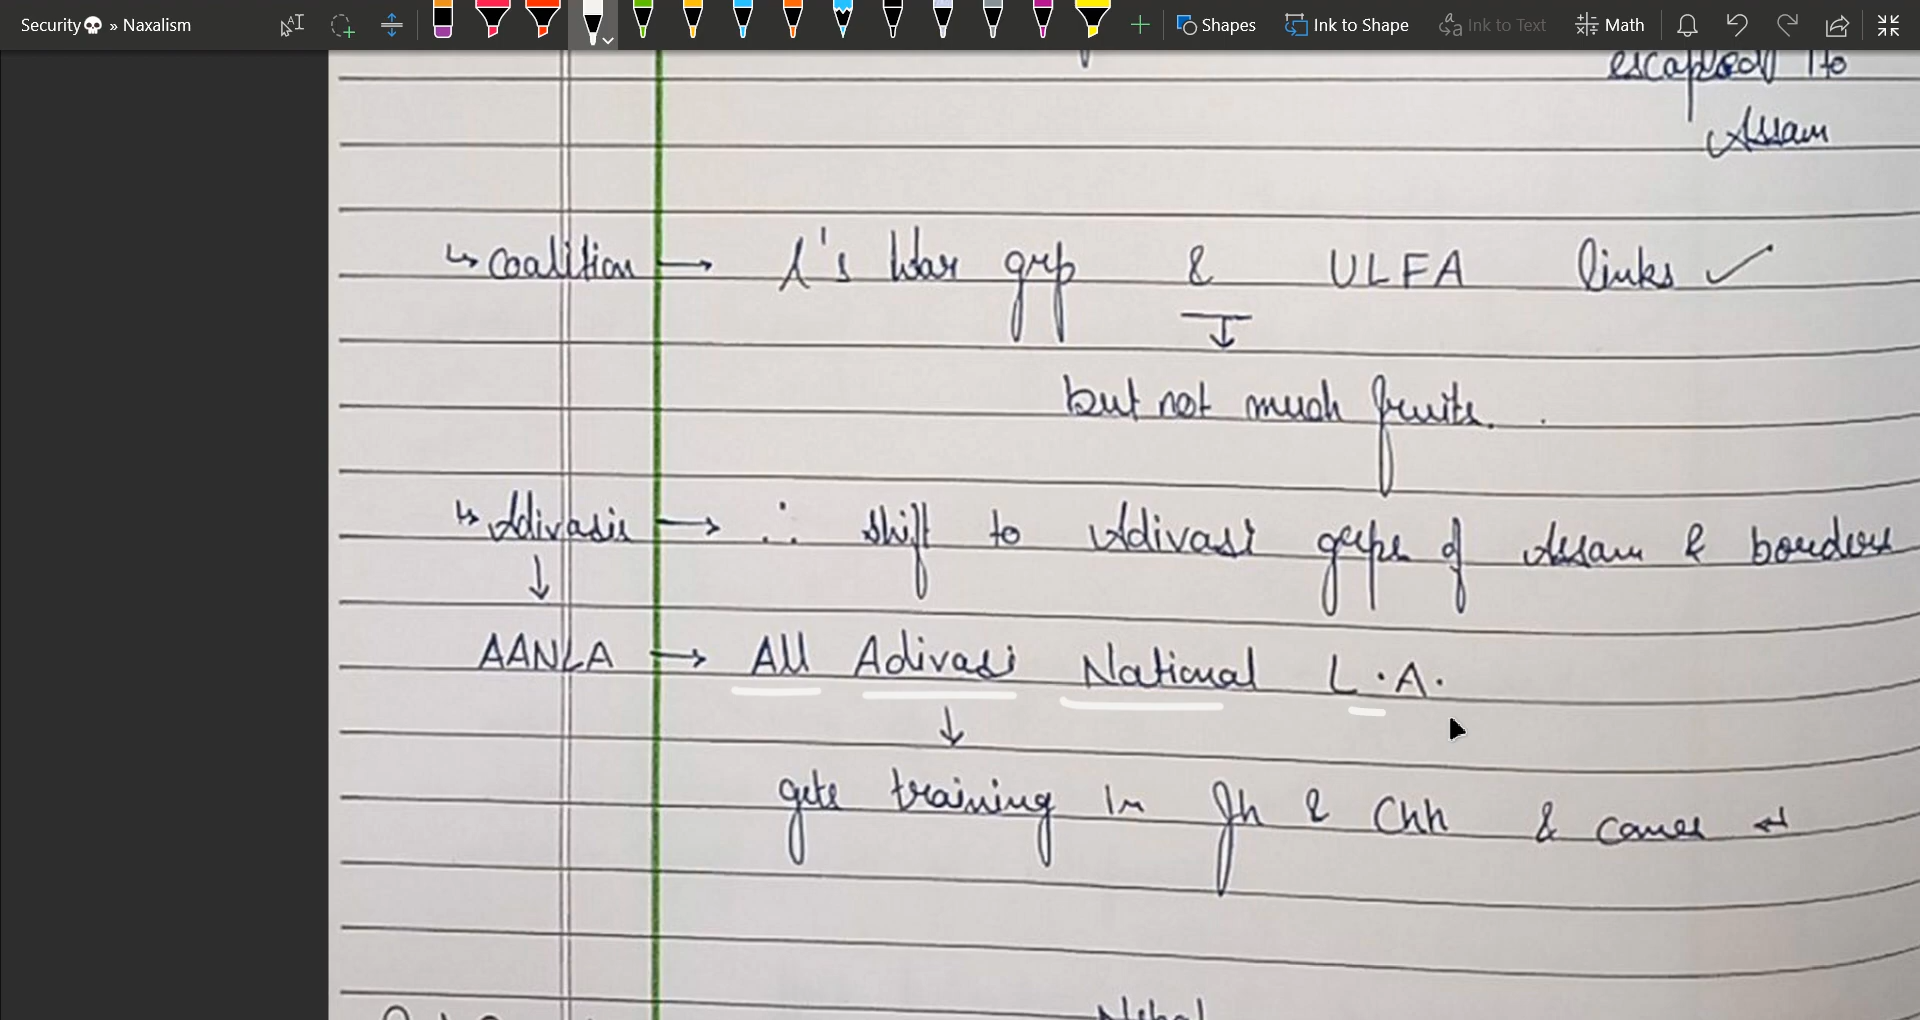 Security💀 » Naxalism
Shapes Ink to Shape Ink to Text Math
escaped to
Assam
↳ Coalition → λ's War grp & ULFA links ✓
↓
but not much fruits.
↳ Adivasis → ∴ shift to Adivasi grps of Assam & borders
↓
AANLA → All Adivasi National L.A.
↓
gets training in Jh & Chh & comes ↵